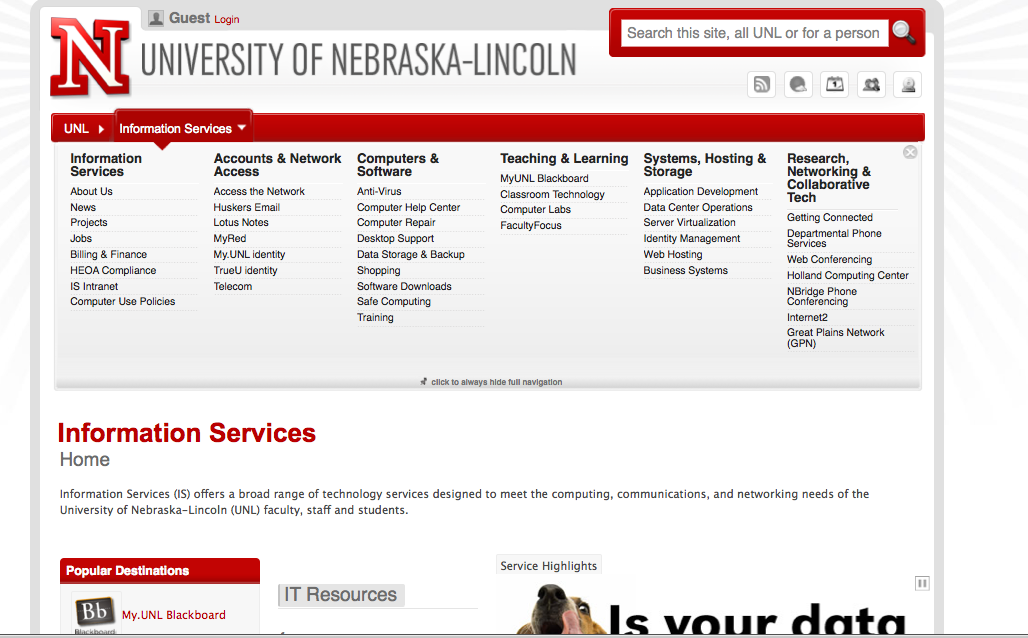 Guest Login
N
UNIVERSITY OF NEBRASKA-LINCOLN
Search this site, all UNL or for a person
1
UNL
Information Services
Information
Services
About Us
News
Projects
Jobs
Billing & Finance
HEOA Compliance
IS Intranet
Computer Use Policies
Accounts & Network
Access
Access the Network
Huskers Email
Lotus Notes
MyRed
My.UNL identity
TrueU identity
Telecom
Computers &
Software
Anti-Virus
Computer Help Center
Computer Repair
Desktop Support
Data Storage & Backup
Shopping
Software Downloads
Safe Computing
Training
Teaching & Learning
MyUNL Blackboard
Classroom Technology
Computer Labs
FacultyFocus
Systems, Hosting &
Storage
Application Development
Data Center Operations
Server Virtualization
Identity Management
Web Hosting
Business Systems
Research,
Networking &
Collaborative
Tech
Getting Connected
Departmental Phone
Services
Web Conferencing
Holland Computing Center
NBridge Phone
Conferencing
Internet2
Great Plains Network
(GPN)
click to always hide full navigation
Information Services
Home
Information Services (IS) offers a broad range of technology services designed to meet the computing, communications, and networking needs of the
University of Nebraska-Lincoln (UNL) faculty, staff and students.
Popular Destinations
Bb
Blackboard
My.UNL Blackboard
IT Resources
Service Highlights
Is your data